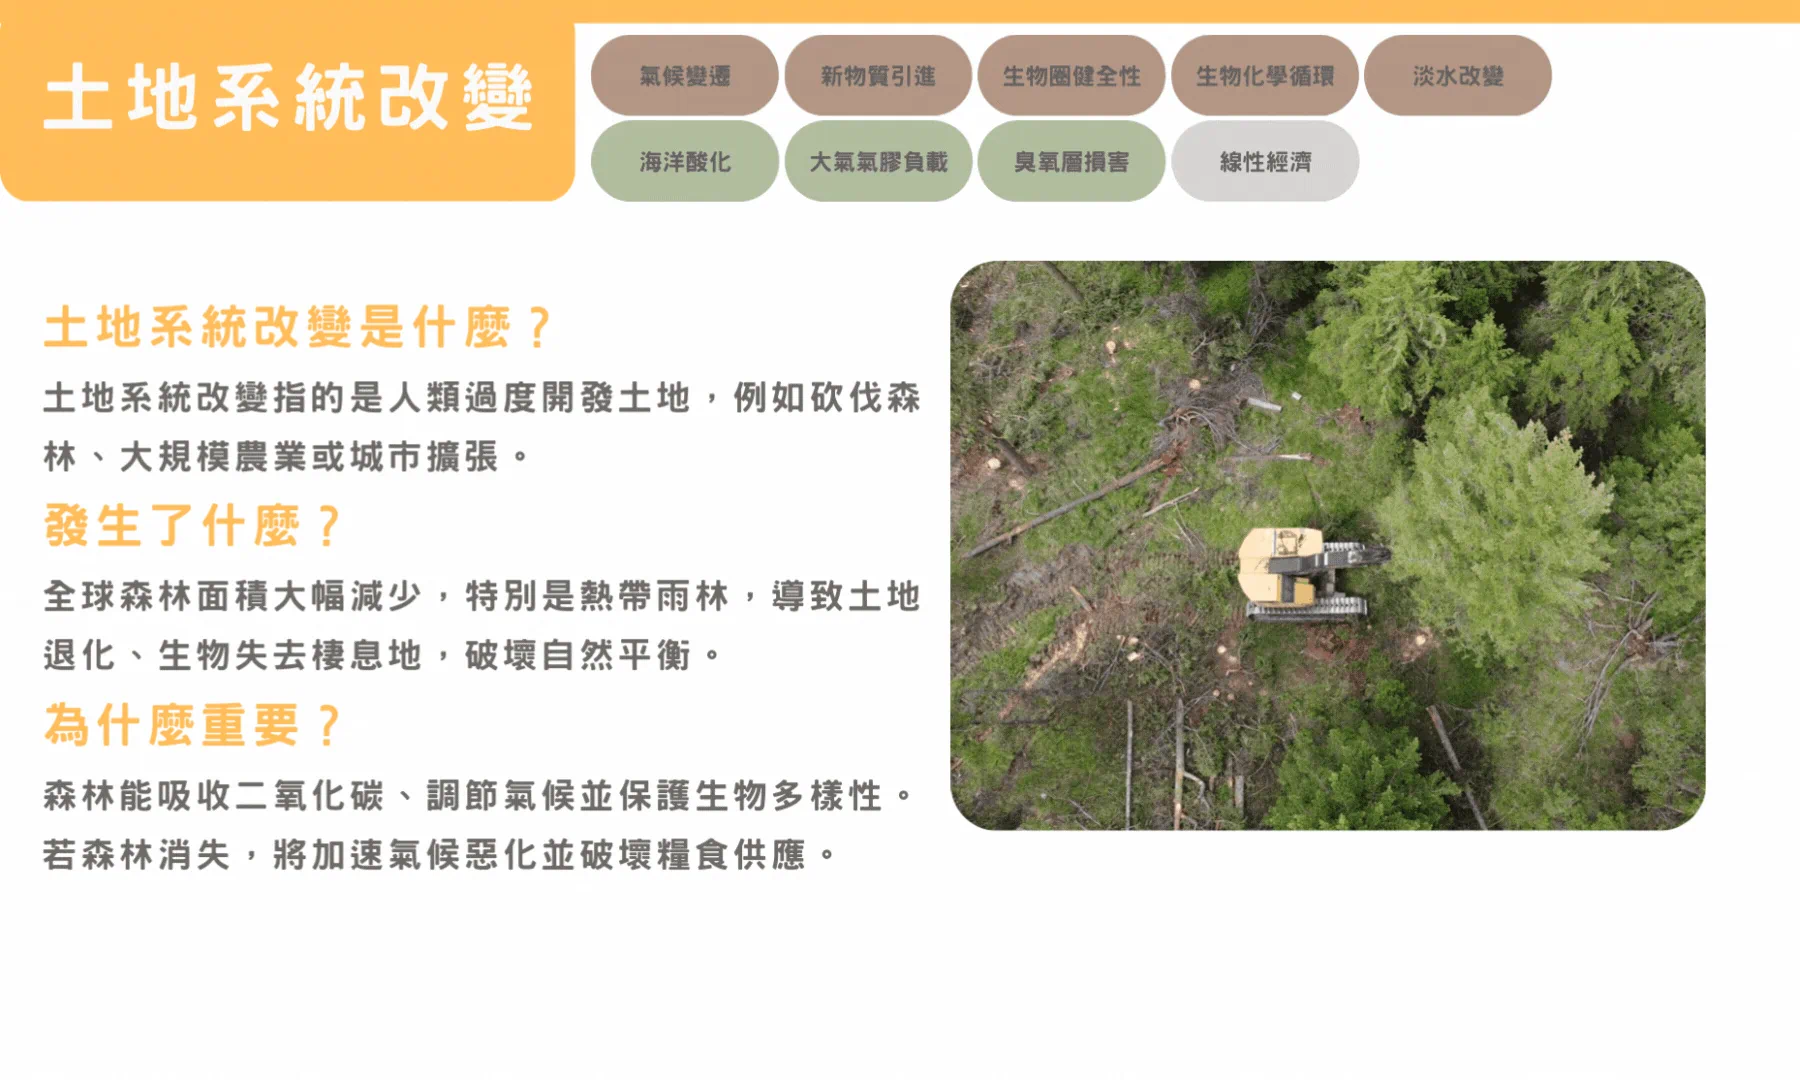 土地系統改變
氣候變遷
新物質引進
生物圈健全性
生物化學循環
淡水改變
海洋酸化
大氣氣膠負載
臭氧層損害
線性經濟
土地系統改變是什麼？
土地系統改變指的是人類過度開發土地，例如砍伐森
林、大規模農業或城市擴張。
發生了什麼？
全球森林面積大幅減少，特別是熱帶雨林，導致土地
退化、生物失去棲息地，破壞自然平衡。
為什麼重要？
森林能吸收二氧化碳、調節氣候並保護生物多樣性。
若森林消失，將加速氣候惡化並破壞糧食供應。